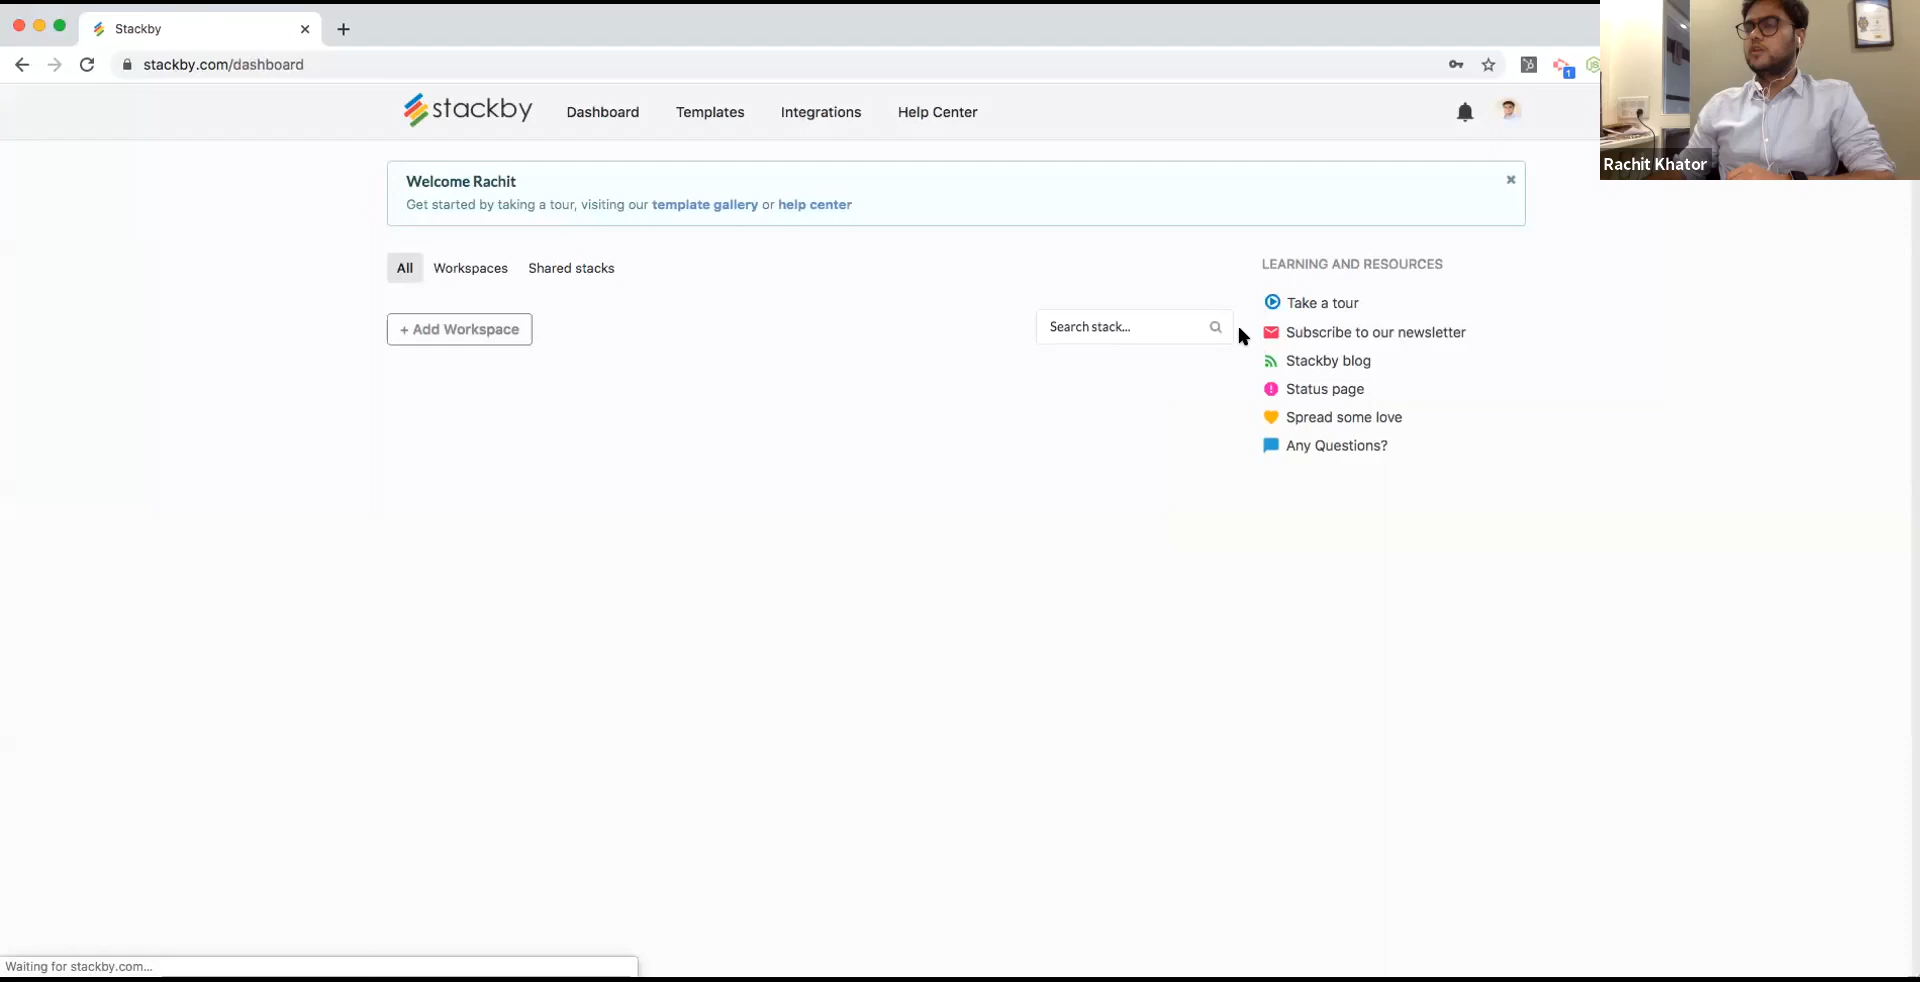 Stackby
stackby.com/dashboard
1
stackby
Dashboard
Templates
Integrations
Help Center
Rachit Khator
Welcome Rachit
Get started by taking a tour, visiting our template gallery or help center
All
Workspaces
Shared stacks
+ Add Workspace
Search stack...
LEARNING AND RESOURCES
Take a tour
Subscribe to our newsletter
Stackby blog
Status page
Spread some love
Any Questions?
Waiting for stackby.com...